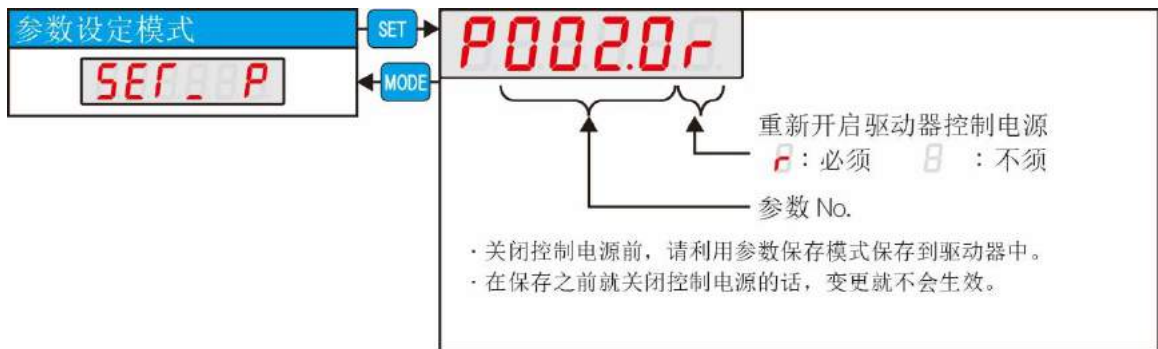 参数设定模式
SET_ P
SET
MODE
P002.0r
重新开启驱动器控制电源
r：必须 8：不须
参数 No.
·关闭控制电源前，请利用参数保存模式保存到驱动器中。
·在保存之前就关闭控制电源的话，变更就不会生效。